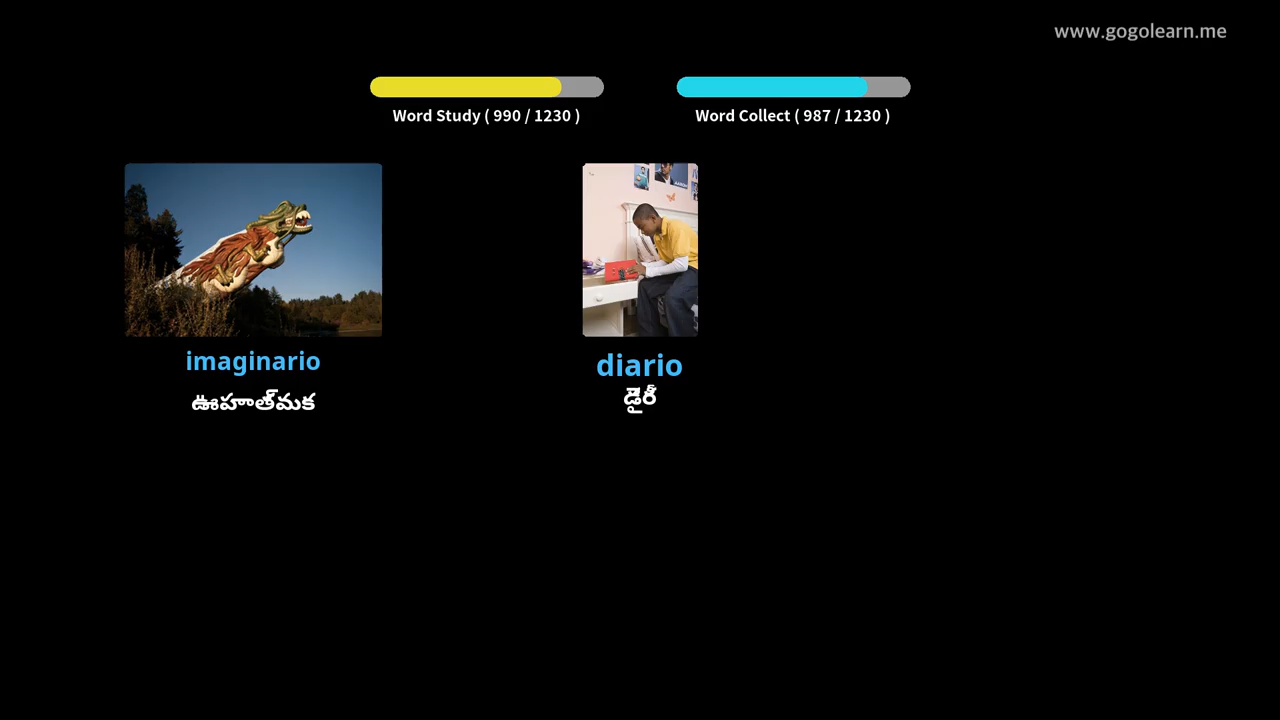 www.gogolearn.me
Word Study ( 990 / 1230 )
Word Collect ( 987 / 1230 )
imaginario
ఊహాత్మక
diario
డైరీ